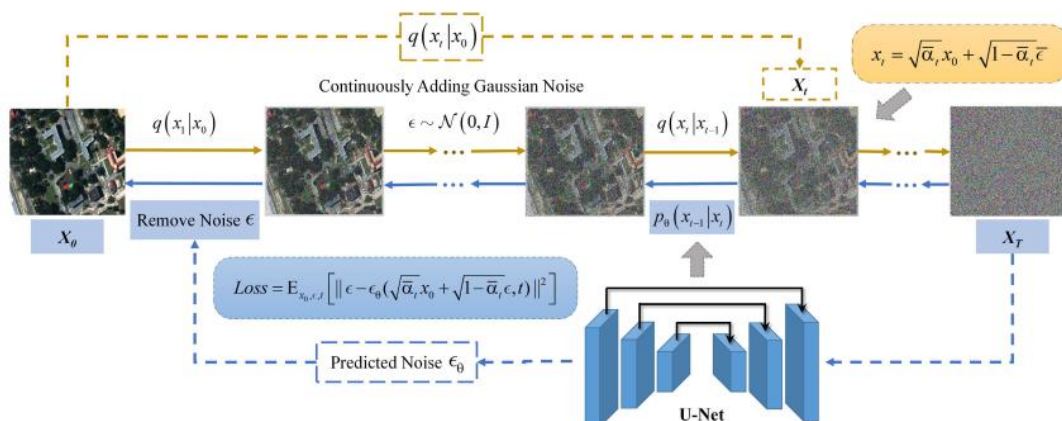 q(x_t|x_0)
x_t = √ᾱ_t x_0 + √1−ᾱ_t ε̄
X_t
Continuously Adding Gaussian Noise
q(x_1|x_0)
ϵ ~ N(0, I)
q(x_t|x_{t−1})
...
...
...
...
Remove Noise ϵ
p_θ(x_{t−1}|x_t)
X_0
X_T
Loss = E_{x_0,ϵ,t}[‖ϵ − ϵ_θ(√ᾱ_t x_0 + √1−ᾱ_t ϵ, t)‖²]
Predicted Noise ϵ_θ
U-Net